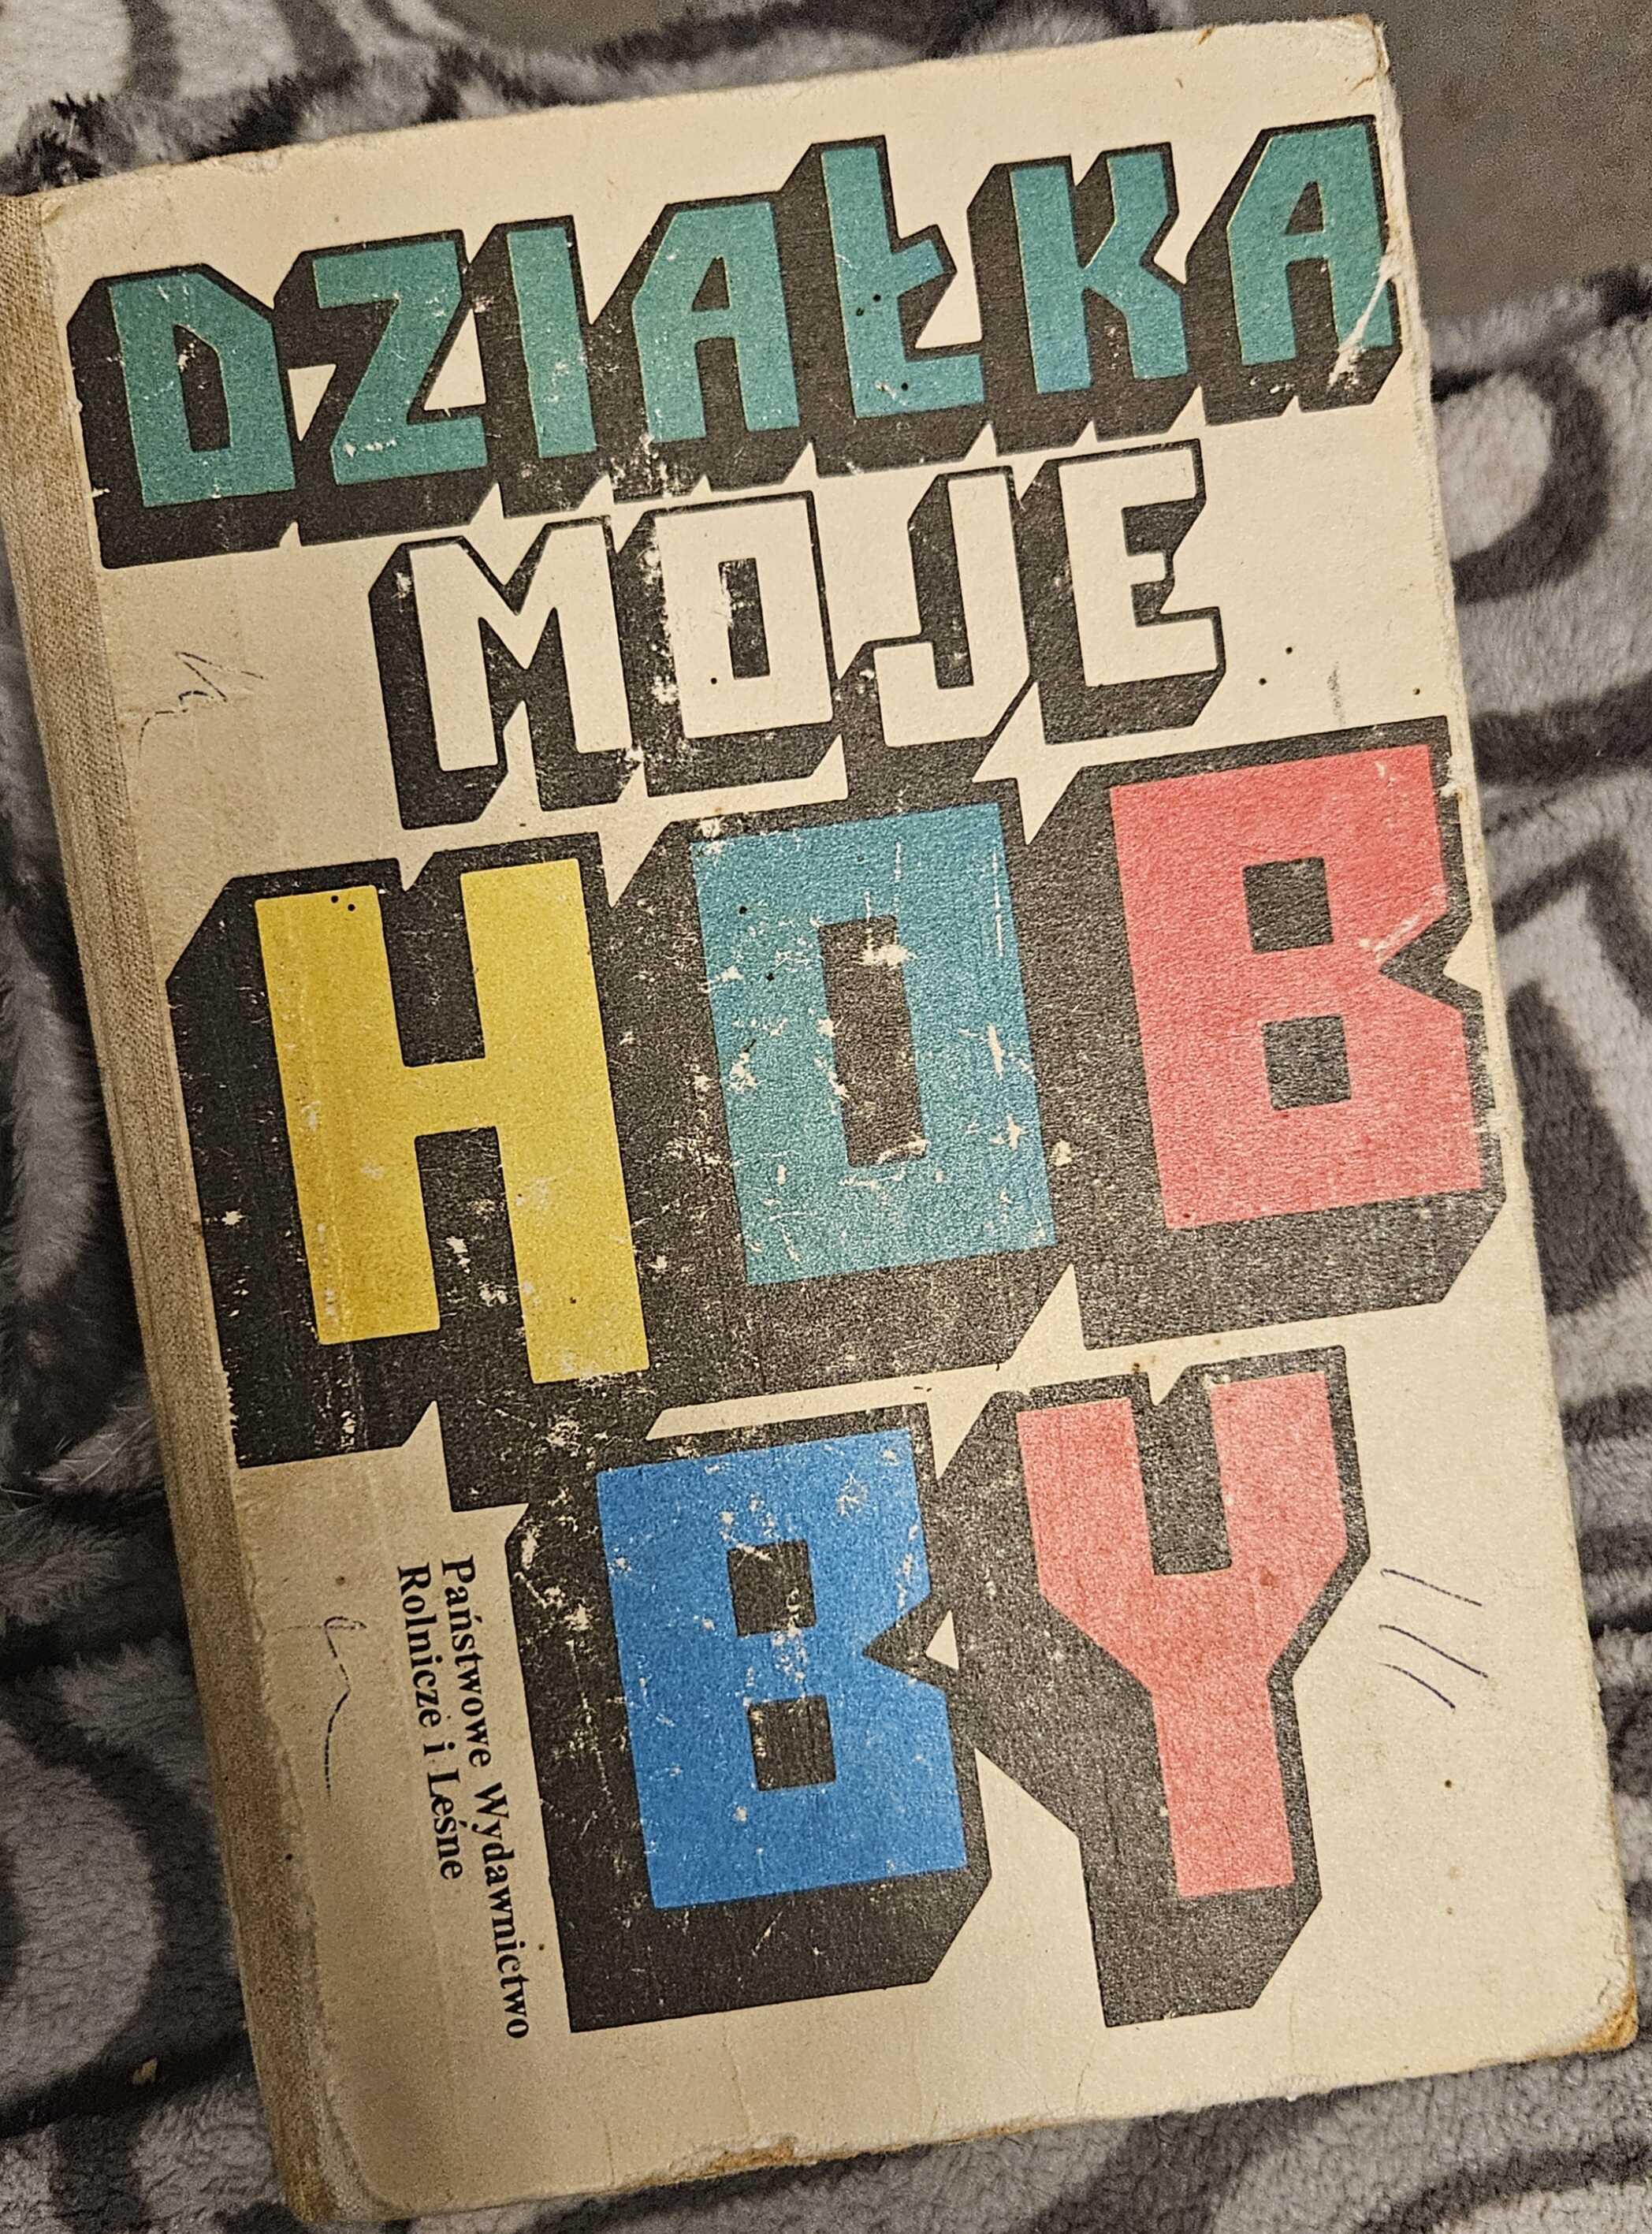 DZIAŁKA
MOJE
HOB
BY
Państwowe Wydawnictwo
Rolnicze i Leśne